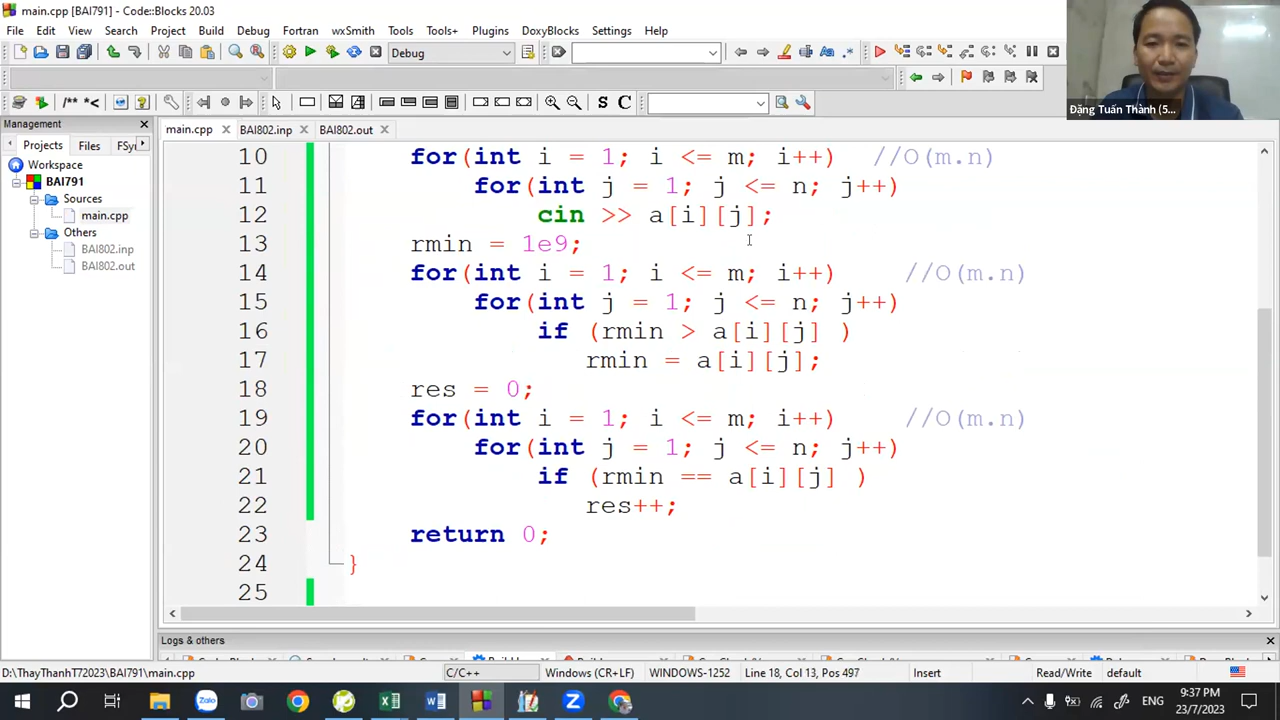 main.cpp [BAI791] - Code::Blocks 20.03
File Edit View Search Project Build Debug Fortran wxSmith Tools Tools+ Plugins DoxyBlocks Settings Help
Debug
/** *<
S C
Đặng Tuấn Thành (5...
Management
Projects Files FSy
Workspace
BAI791
Sources
main.cpp
Others
BAI802.inp
BAI802.out
main.cpp BAI802.inp BAI802.out
10 for(int i = 1; i <= m; i++) //O(m.n)
11 for(int j = 1; j <= n; j++)
12 cin >> a[i][j];
13 rmin = 1e9;
14 for(int i = 1; i <= m; i++) //O(m.n)
15 for(int j = 1; j <= n; j++)
16 if (rmin > a[i][j] )
17 rmin = a[i][j];
18 res = 0;
19 for(int i = 1; i <= m; i++) //O(m.n)
20 for(int j = 1; j <= n; j++)
21 if (rmin == a[i][j] )
22 res++;
23 return 0;
24 }
25
Logs & others
D:\ThayThanhT72023\BAI791\main.cpp C/C++ Windows (CR+LF) WINDOWS-1252 Line 18, Col 13, Pos 497 Insert Read/Write default
Zalo
ENG
9:37 PM
23/7/2023